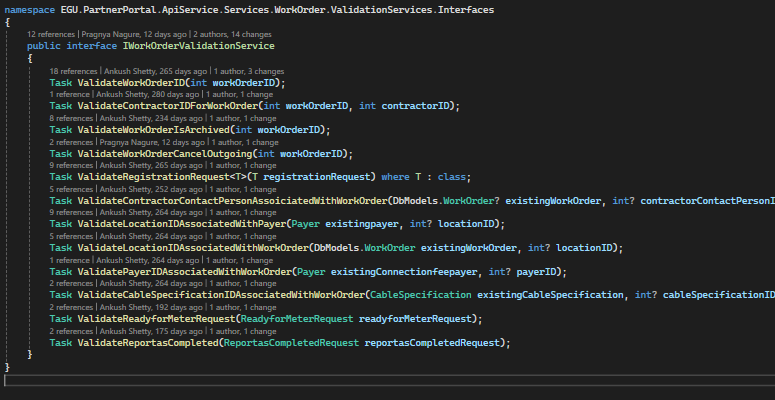 namespace EGU.PartnerPortal.ApiService.Services.WorkOrder.ValidationServices.Interfaces
{
12 references | Pragnya Nagure, 12 days ago | 2 authors, 14 changes
public interface IWorkOrderValidationService
{
18 references | Ankush Shetty, 265 days ago | 1 author, 3 changes
Task ValidateWorkOrderID(int workOrderID);
1 reference | Ankush Shetty, 280 days ago | 1 author, 1 change
Task ValidateContractorIDForWorkOrder(int workOrderID, int contractorID);
8 references | Ankush Shetty, 234 days ago | 1 author, 1 change
Task ValidateWorkOrderIsArchived(int workOrderID);
2 references | Pragnya Nagure, 12 days ago | 1 author, 1 change
Task ValidateWorkOrderCancelOutgoing(int workOrderID);
9 references | Ankush Shetty, 265 days ago | 1 author, 1 change
Task ValidateRegistrationRequest<T>(T registrationRequest) where T : class;
5 references | Ankush Shetty, 252 days ago | 1 author, 1 change
Task ValidateContractorContactPersonAssoiciatedWithWorkOrder(DbModels.WorkOrder? existingWorkOrder, int? contractorContactPersonI
9 references | Ankush Shetty, 264 days ago | 1 author, 1 change
Task ValidateLocationIDAssociatedWithPayer(Payer existingpayer, int? locationID);
5 references | Ankush Shetty, 264 days ago | 1 author, 1 change
Task ValidateLocationIDAssociatedWithWorkOrder(DbModels.WorkOrder existingWorkOrder, int? locationID);
1 reference | Ankush Shetty, 264 days ago | 1 author, 1 change
Task ValidatePayerIDAssociatedWithWorkOrder(Payer existingConnectionfeepayer, int? payerID);
2 references | Ankush Shetty, 264 days ago | 1 author, 1 change
Task ValidateCableSpecificationIDAssociatedWithWorkOrder(CableSpecification existingCableSpecification, int? cableSpecificationID
2 references | Ankush Shetty, 192 days ago | 1 author, 1 change
Task ValidateReadyforMeterRequest(ReadyforMeterRequest readyforMeterRequest);
2 references | Ankush Shetty, 175 days ago | 1 author, 1 change
Task ValidateReportasCompleted(ReportasCompletedRequest reportasCompletedRequest);
}
}